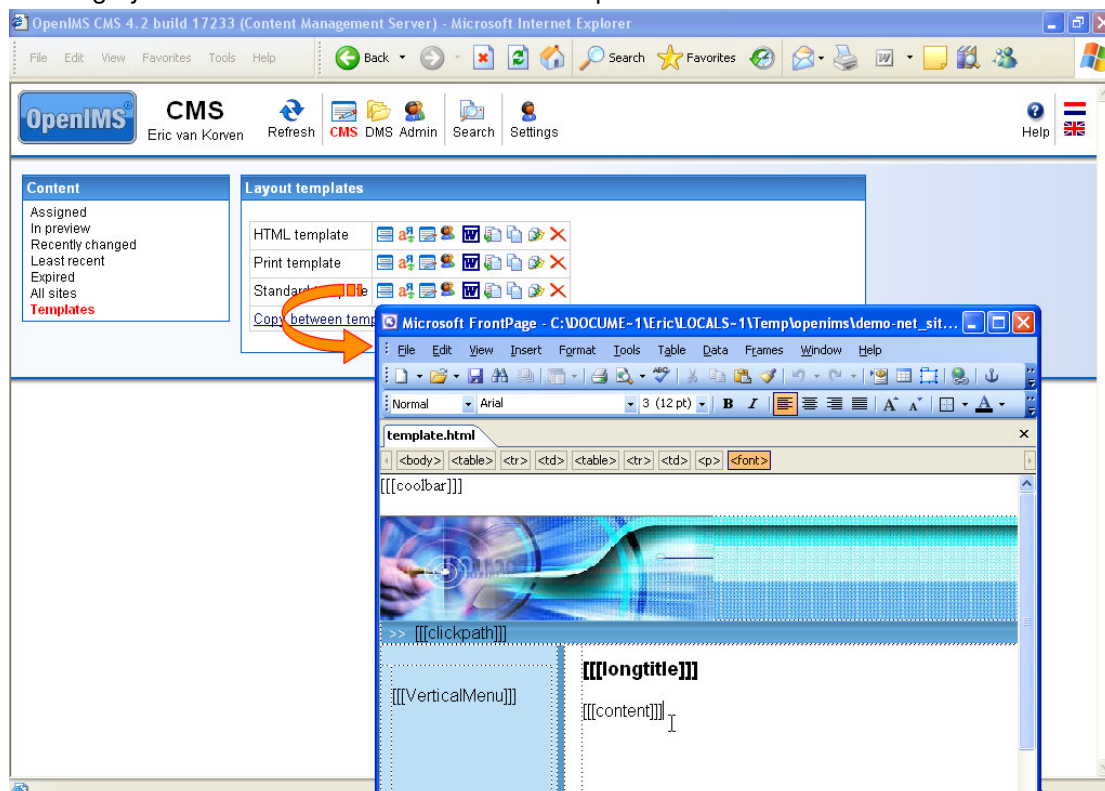 OpenIMS CMS 4.2 build 17233 (Content Management Server) - Microsoft Internet Explorer
File Edit View Favorites Tools Help Back Search Favorites
OpenIMS®
CMS
Eric van Korven
Refresh CMS DMS Admin Search Settings Help
Content
Assigned
In preview
Recently changed
Least recent
Expired
All sites
Templates
Layout templates
HTML template
Print template
Standard
Copy between
Microsoft FrontPage - C:\DOCUME~1\Eric\LOCALS~1\Temp\openims\demo-net_sit...
File Edit View Insert Format Tools Table Data Frames Window Help
Normal Arial 3 (12 pt) B I A A A
template.html
<body> <table> <tr> <td> <table> <tr> <td> <p> <font>
[[[coolbar]]]
>> [[[clickpath]]]
[[[longtitle]]]
[[[VerticalMenu]]]
[[[content]]]